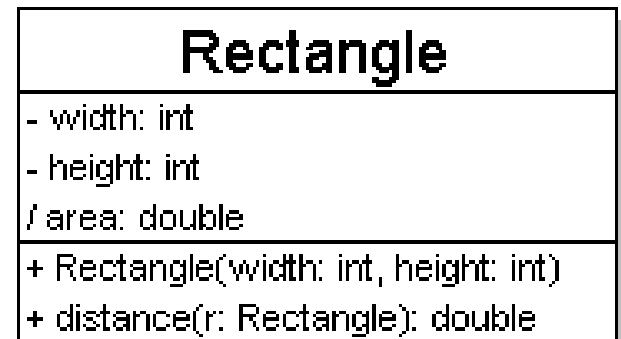 Rectangle
- width: int
- height: int
/ area: double
+ Rectangle(width: int, height: int)
+ distance(r: Rectangle): double